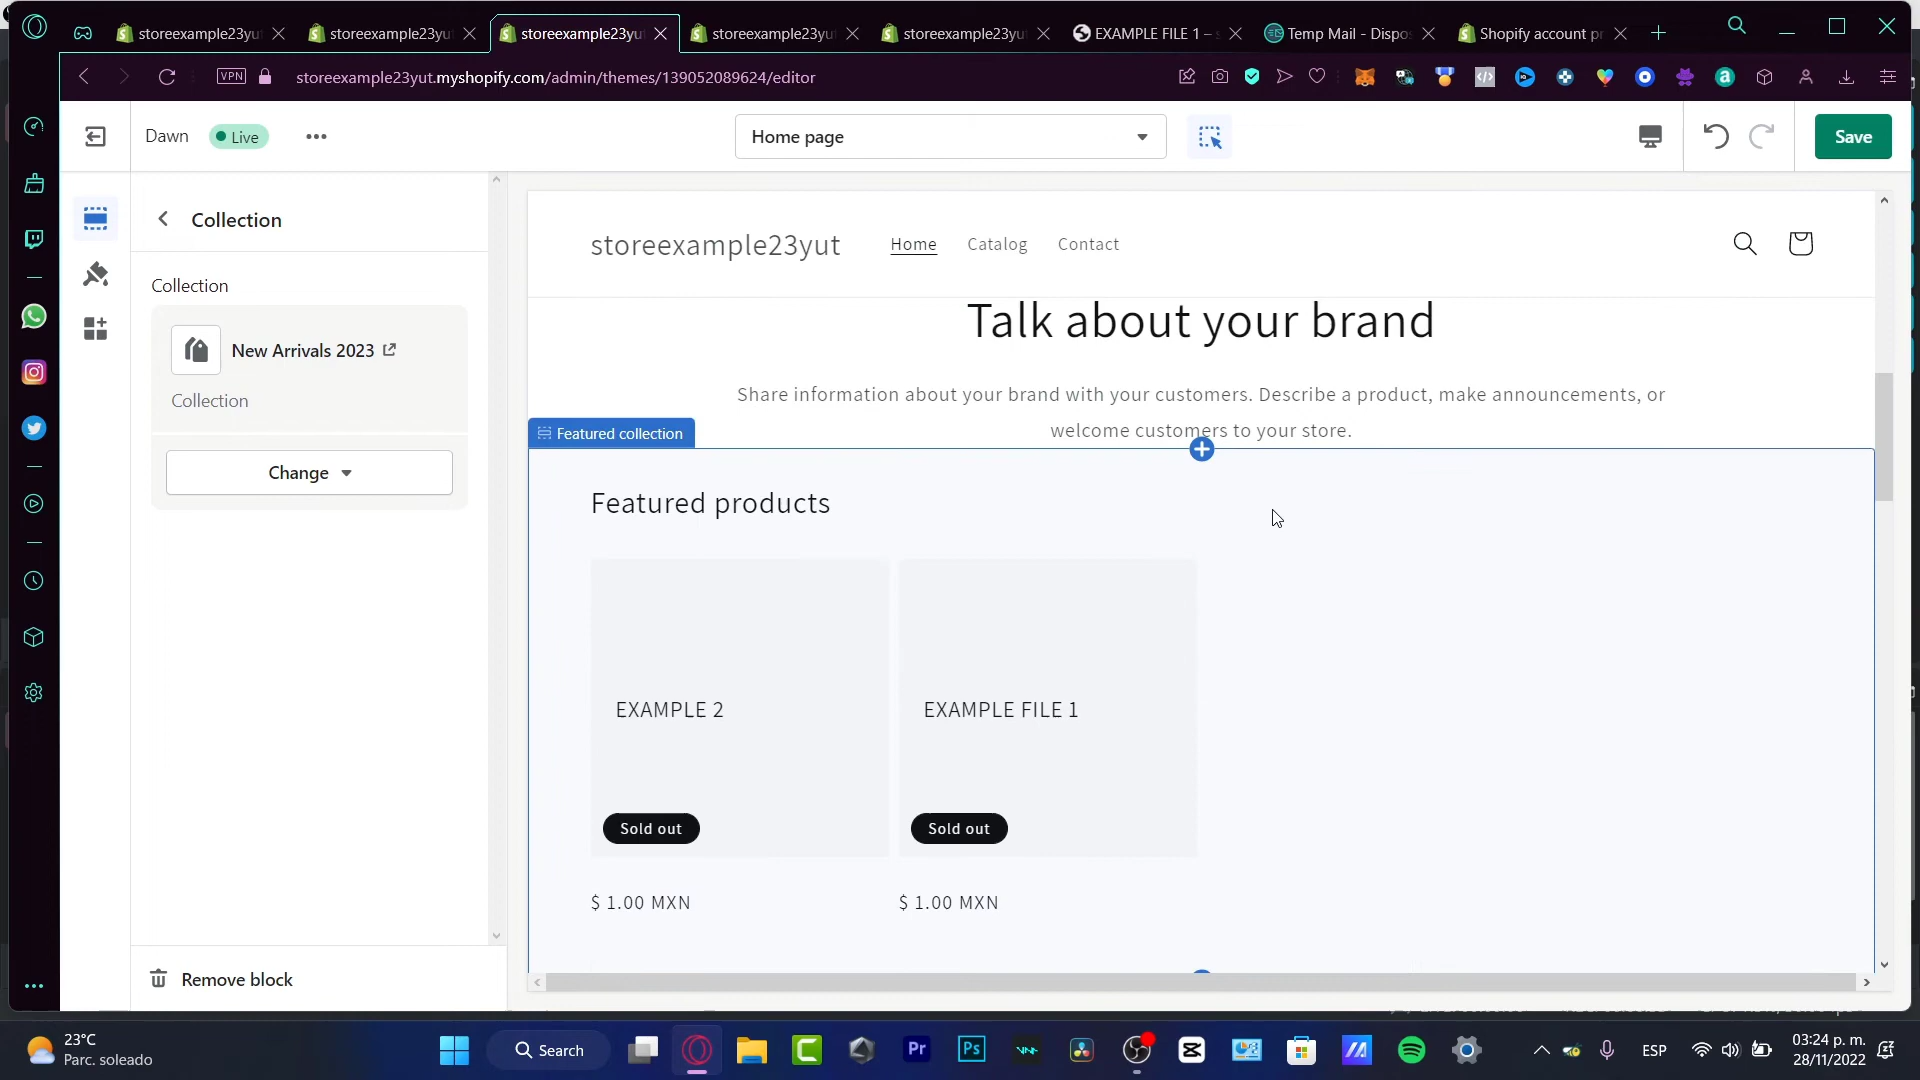 storeexample23yu
storeexample23yu
storeexample23yu
storeexample23yu
storeexample23yu
EXAMPLE FILE 1 –
Temp Mail - Dispos
Shopify account pr
VPN
storeexample23yut.myshopify.com/admin/themes/139052089624/editor
Dawn
Live
Home page
Save
Collection
Collection
New Arrivals 2023
Collection
Change
Remove block
storeexample23yut
Home
Catalog
Contact
Talk about your brand
Share information about your brand with your customers. Describe a product, make announcements, or
welcome customers to your store.
Featured collection
Featured products
EXAMPLE 2
EXAMPLE FILE 1
Sold out
Sold out
$ 1.00 MXN
$ 1.00 MXN
23°C
Parc. soleado
Search
Pr
Ps
ESP
03:24 p. m.
28/11/2022